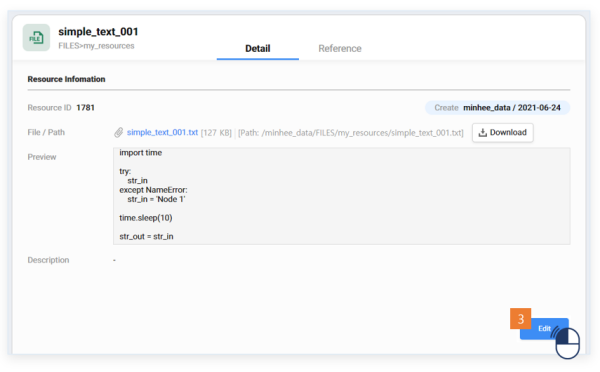 FILE
simple_text_001
FILES>my_resources
Detail Reference
Resource Infomation
Resource ID 1781
Create minhee_data / 2021-06-24
File / Path simple_text_001.txt [127 KB] [Path: /minhee_data/FILES/my_resources/simple_text_001.txt] Download
Preview
import time
try:
str_in
except NameError:
str_in = 'Node 1'
time.sleep(10)
str_out = str_in
Description -
3
Edit